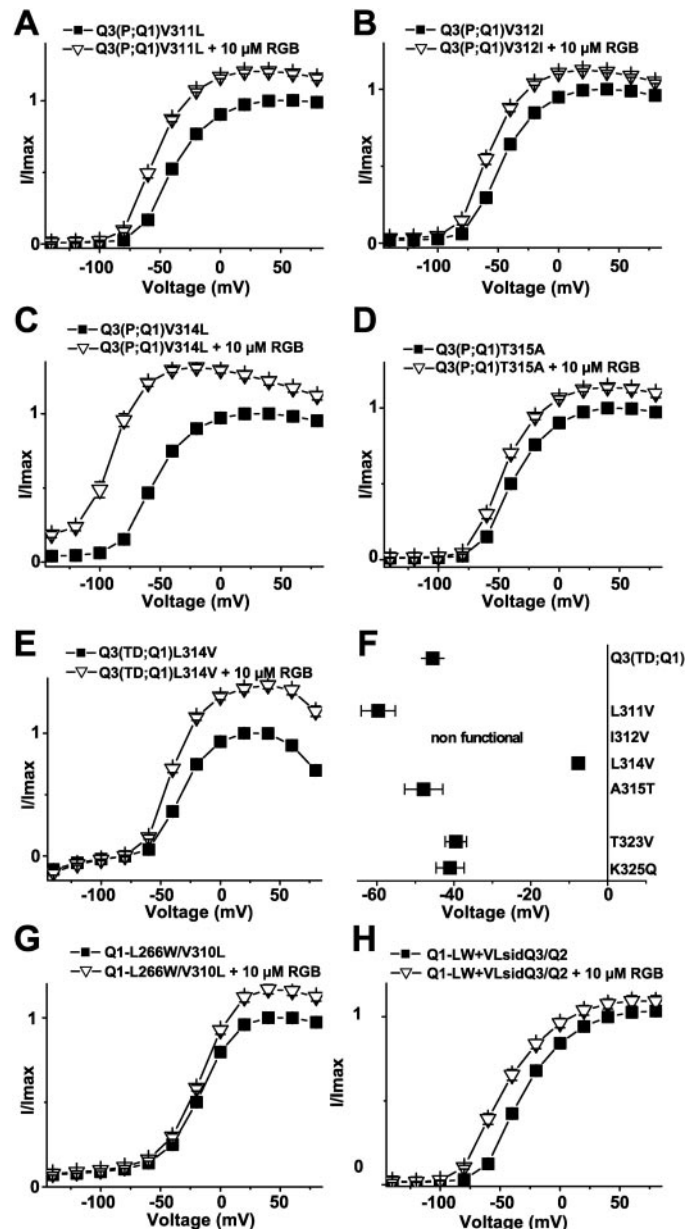 A
Q3(P;Q1)V311L
Q3(P;Q1)V311L + 10 µM RGB
I/Imax
1
0
-100 -50 0 50
Voltage (mV)
B
Q3(P;Q1)V312I
Q3(P;Q1)V312I + 10 µM RGB
I/Imax
1
0
-100 -50 0 50
Voltage (mV)
C
Q3(P;Q1)V314L
Q3(P;Q1)V314L + 10 µM RGB
I/Imax
1
0
-100 -50 0 50
Voltage (mV)
D
Q3(P;Q1)T315A
Q3(P;Q1)T315A + 10 µM RGB
I/Imax
1
0
-100 -50 0 50
Voltage (mV)
E
Q3(TD;Q1)L314V
Q3(TD;Q1)L314V + 10 µM RGB
I/Imax
1
0
-100 -50 0 50
Voltage (mV)
F
Q3(TD;Q1)
L311V
non functional I312V
L314V
A315T
T323V
K325Q
-60 -40 -20 0
G
Q1-L266W/V310L
Q1-L266W/V310L + 10 µM RGB
I/Imax
1
0
-100 -50 0 50
Voltage (mV)
H
Q1-LW+VLsidQ3/Q2
Q1-LW+VLsidQ3/Q2 + 10 µM RGB
I/Imax
1
0
-100 -50 0 50
Voltage (mV)